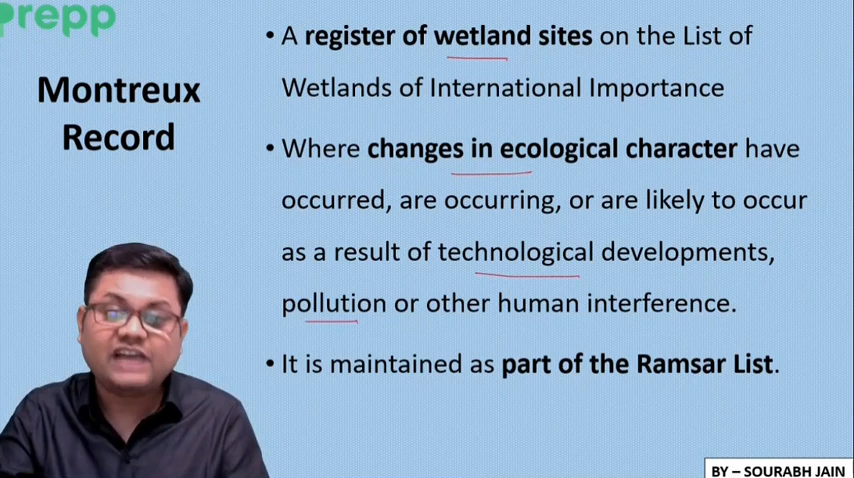 prepp
Montreux
Record
• A register of wetland sites on the List of
Wetlands of International Importance
• Where changes in ecological character have
occurred, are occurring, or are likely to occur
as a result of technological developments,
pollution or other human interference.
• It is maintained as part of the Ramsar List.
BY – SOURABH JAIN